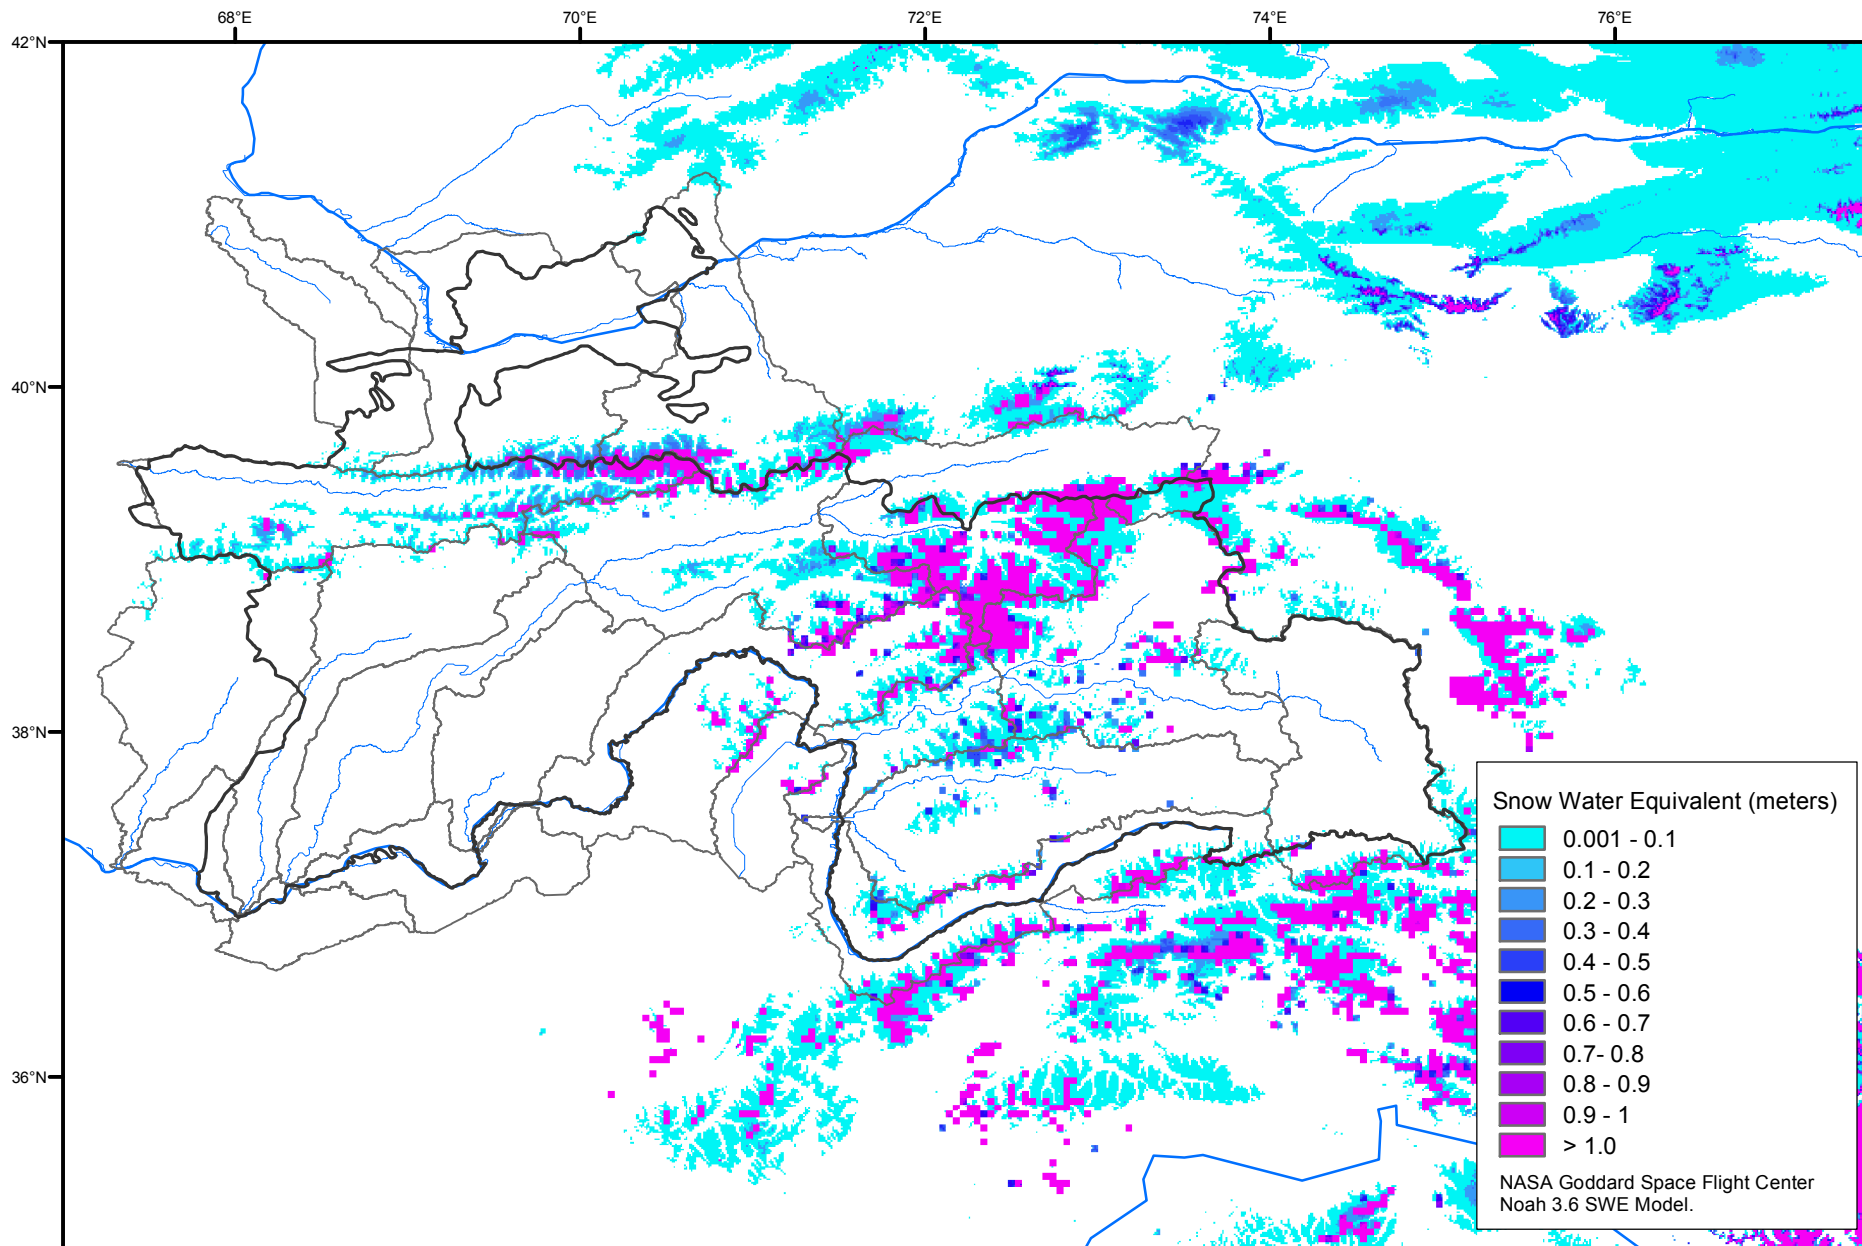 68°E 70°E 72°E 74°E 76°E
42°N
40°N
38°N
36°N
Snow Water Equivalent (meters)
0.001 - 0.1
0.1 - 0.2
0.2 - 0.3
0.3 - 0.4
0.4 - 0.5
0.5 - 0.6
0.6 - 0.7
0.7- 0.8
0.8 - 0.9
0.9 - 1
> 1.0
NASA Goddard Space Flight Center
Noah 3.6 SWE Model.